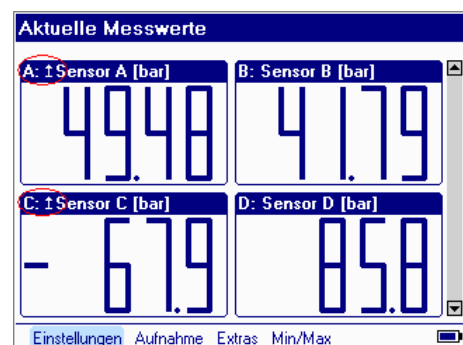 Aktuelle Messwerte
A: ↥Sensor A [bar]
49.48
B: Sensor B [bar]
41.79
C: ↥Sensor C [bar]
- 67.9
D: Sensor D [bar]
85.8
Einstellungen Aufnahme Extras Min/Max